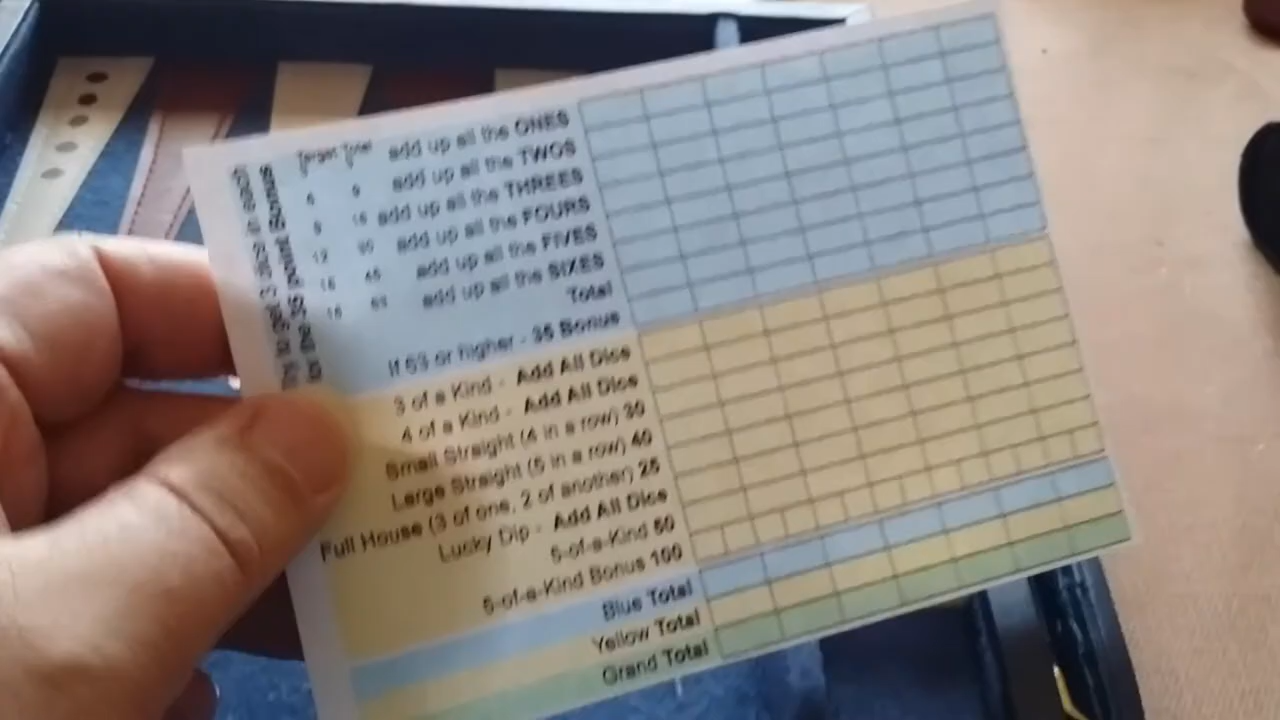 add up all the ONES
add up all the TWOS
add up all the THREES
add up all the FOURS
add up all the FIVES
add up all the SIXES
Total
If 63 or higher - 35 Bonus
3 of a Kind - Add All Dice
4 of a Kind - Add All Dice
Small Straight (4 in a row) 30
Large Straight (5 in a row) 40
Full House (3 of one, 2 of another) 25
Lucky Dip - Add All Dice
5-of-a-Kind 50
5-of-a-Kind Bonus 100
Blue Total
Yellow Total
Grand Total